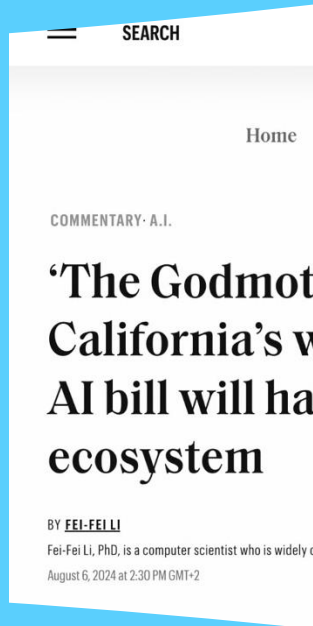 SEARCH
Home
COMMENTARY· A.I.
‘The Godmot
California’s w
AI bill will ha
ecosystem
BY FEI-FEI LI
Fei-Fei Li, PhD, is a computer scientist who is widely c
August 6, 2024 at 2:30 PM GMT+2